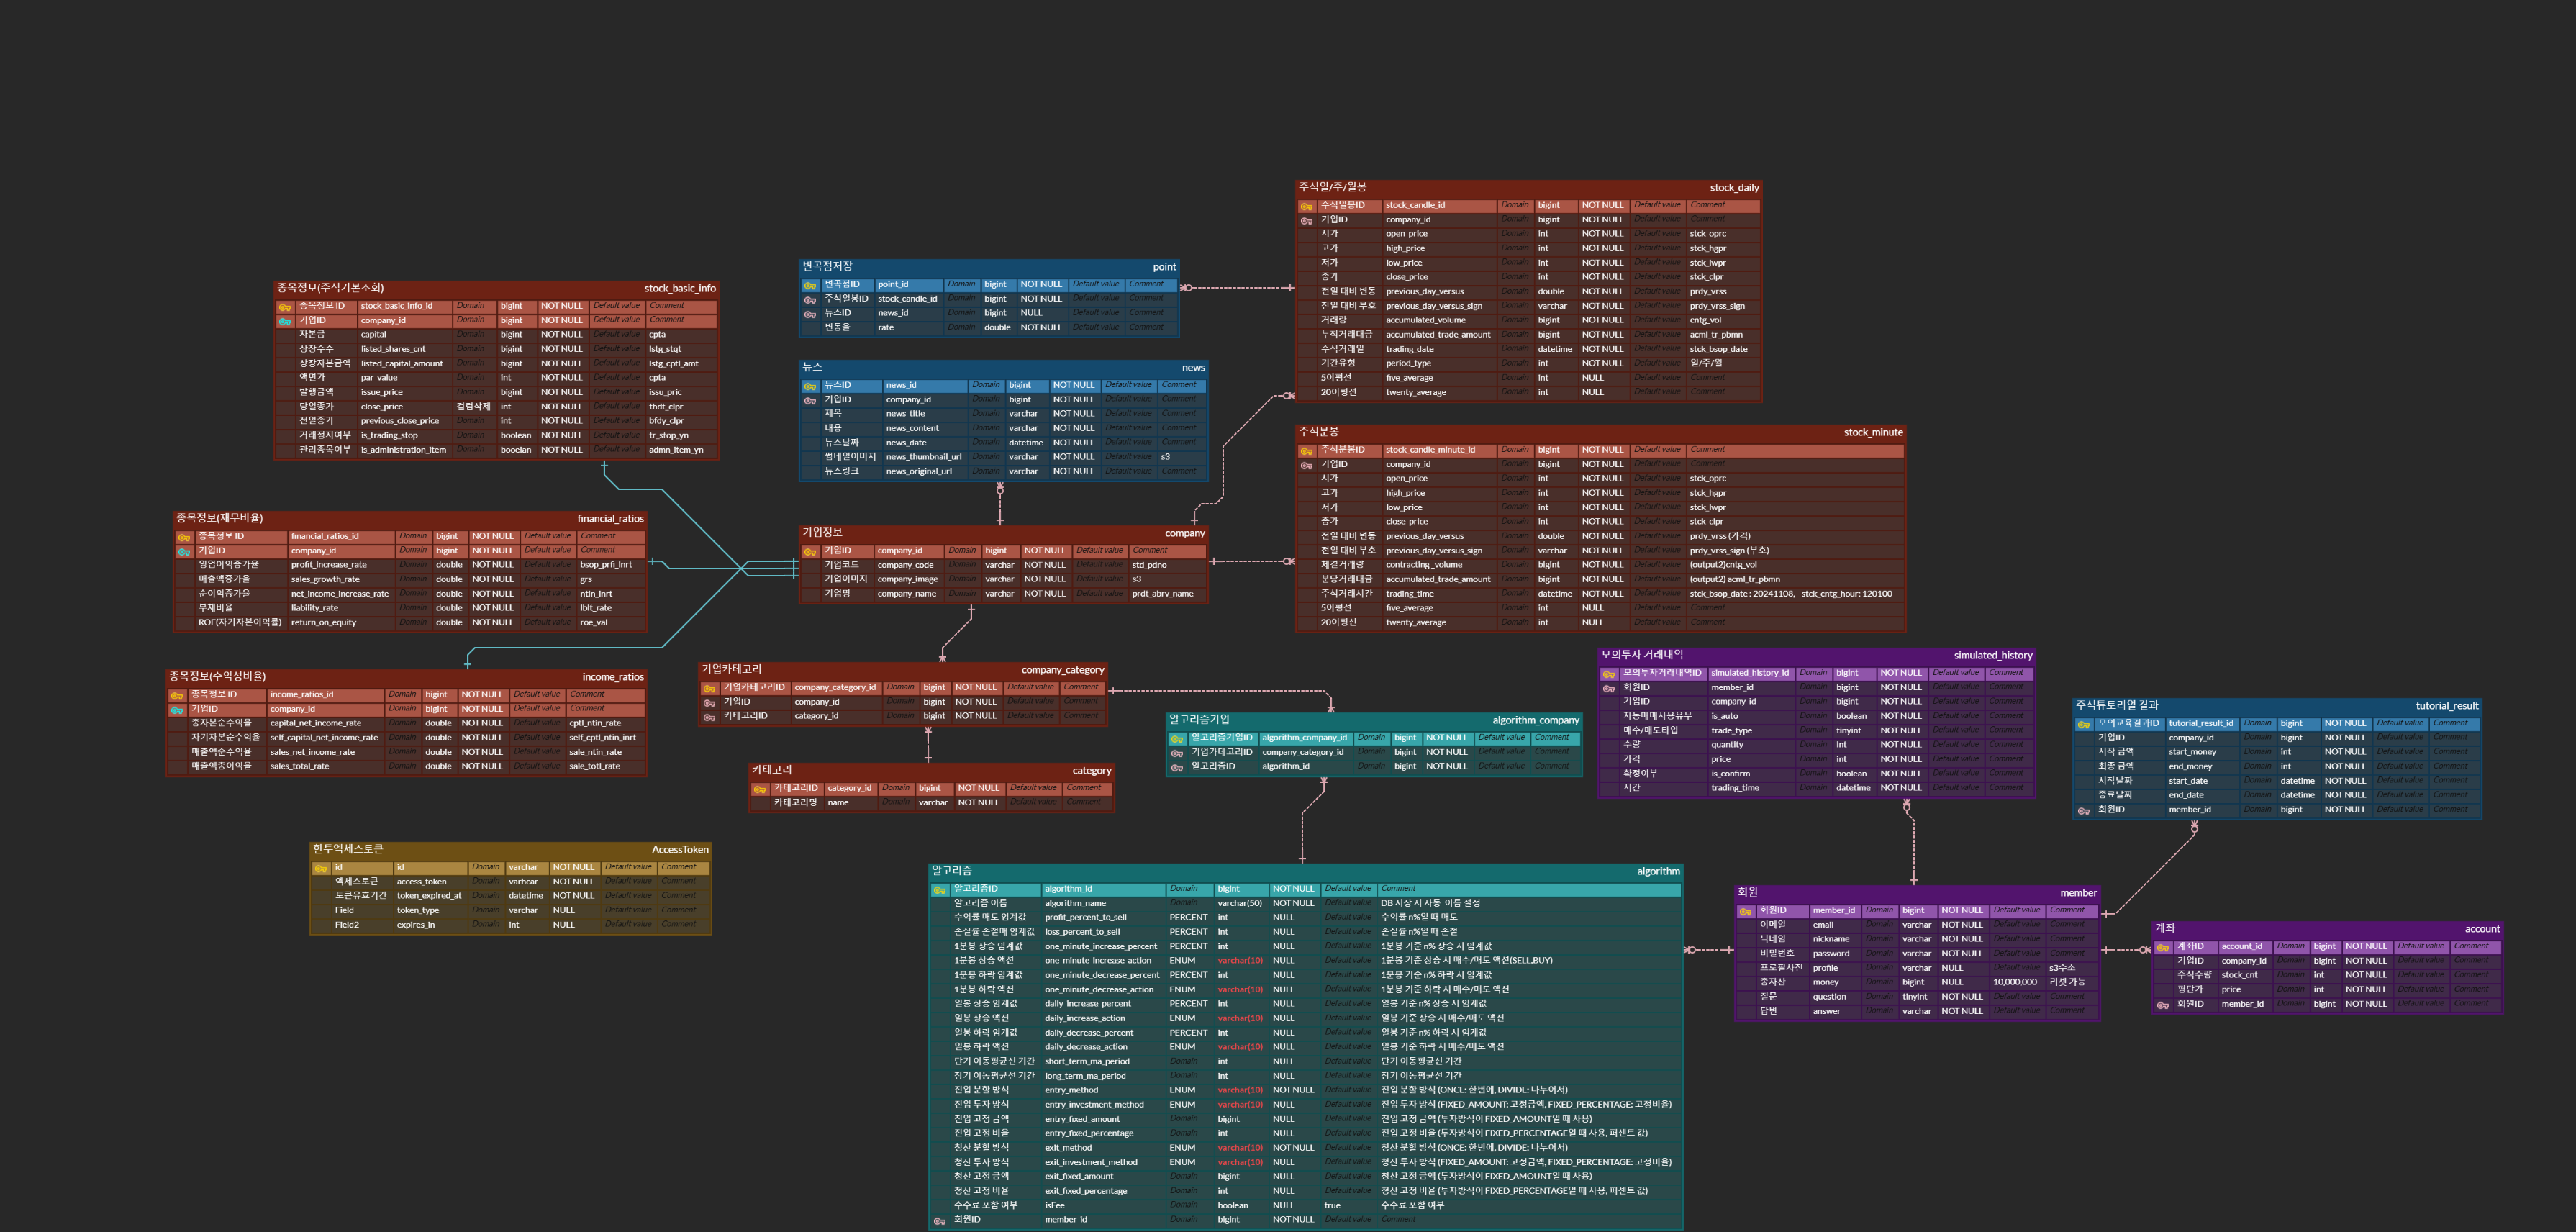 주식일/주/월봉 stock_daily
주식일봉ID stock_candle_id Domain bigint NOT NULL Default value Comment
기업ID company_id Domain bigint NOT NULL Default value Comment
시가 open_price Domain int NOT NULL Default value stck_oprc
고가 high_price Domain int NOT NULL Default value stck_hgpr
저가 low_price Domain int NOT NULL Default value stck_lwpr
종가 close_price Domain int NOT NULL Default value stck_clpr
전일 대비 변동 previous_day_versus Domain double NOT NULL Default value prdy_vrss
전일 대비 부호 previous_day_versus_sign Domain varchar NOT NULL Default value prdy_vrss_sign
거래량 accumulated_volume Domain bigint NOT NULL Default value cntg_vol
누적거래대금 accumulated_trade_amount Domain bigint NOT NULL Default value acml_tr_pbmn
주식거래일 trading_date Domain datetime NOT NULL Default value stck_bsop_date
기간유형 period_type Domain int NOT NULL Default value 일/주/월
5이평선 five_average Domain int NULL Default value Comment
20이평선 twenty_average Domain int NULL Default value Comment
변곡점저장 point
변곡점ID point_id Domain bigint NOT NULL Default value Comment
주식일봉ID stock_candle_id Domain bigint NOT NULL Default value Comment
뉴스ID news_id Domain bigint NULL Default value Comment
변동율 rate Domain double NOT NULL Default value Comment
종목정보(주식기본조회) stock_basic_info
종목정보 ID stock_basic_info_id Domain bigint NOT NULL Default value Comment
기업ID company_id Domain bigint NOT NULL Default value Comment
자본금 capital Domain bigint NOT NULL Default value cpta
상장주수 listed_shares_cnt Domain bigint NOT NULL Default value lstg_stqt
상장자본금액 listed_capital_amount Domain bigint NOT NULL Default value lstg_cptl_amt
액면가 par_value Domain int NOT NULL Default value cpta
발행금액 issue_price Domain bigint NOT NULL Default value issu_pric
당일종가 close_price 컬럼삭제 int NOT NULL Default value thdt_clpr
전일종가 previous_close_price Domain int NOT NULL Default value bfdy_clpr
거래정지여부 is_trading_stop Domain boolean NOT NULL Default value tr_stop_yn
관리종목여부 is_administration_item Domain booelan NOT NULL Default value admn_item_yn
뉴스 news
뉴스ID news_id Domain bigint NOT NULL Default value Comment
기업ID company_id Domain bigint NOT NULL Default value Comment
제목 news_title Domain varchar NOT NULL Default value Comment
내용 news_content Domain varchar NOT NULL Default value Comment
뉴스날짜 news_date Domain datetime NOT NULL Default value Comment
썸네일이미지 news_thumbnail_url Domain varchar NOT NULL Default value s3
뉴스링크 news_original_url Domain varchar NOT NULL Default value Comment
주식분봉 stock_minute
주식분봉ID stock_candle_minute_id Domain bigint NOT NULL Default value Comment
기업ID company_id Domain bigint NOT NULL Default value Comment
시가 open_price Domain int NOT NULL Default value stck_oprc
고가 high_price Domain int NOT NULL Default value stck_hgpr
저가 low_price Domain int NOT NULL Default value stck_lwpr
종가 close_price Domain int NOT NULL Default value stck_clpr
전일 대비 변동 previous_day_versus Domain double NOT NULL Default value prdy_vrss (가격)
전일 대비 부호 previous_day_versus_sign Domain varchar NOT NULL Default value prdy_vrss_sign (부호)
채결거래량 contracting_volume Domain bigint NOT NULL Default value (output2)cntg_vol
분당거래대금 accumulated_trade_amount Domain bigint NOT NULL Default value (output2) acml_tr_pbmn
주식거래시간 trading_time Domain datetime NOT NULL Default value stck_bsop_date : 20241108, stck_cntg_hour: 120100
5이평선 five_average Domain int NULL Default value Comment
20이평선 twenty_average Domain int NULL Default value Comment
종목정보(재무비율) financial_ratios
종목정보 ID financial_ratios_id Domain bigint NOT NULL Default value Comment
기업ID company_id Domain bigint NOT NULL Default value Comment
영업이익증가율 profit_increase_rate Domain double NOT NULL Default value bsop_prfi_inrt
매출액증가율 sales_growth_rate Domain double NOT NULL Default value grs
순이익증가율 net_income_increase_rate Domain double NOT NULL Default value ntin_inrt
부채비율 liability_rate Domain double NOT NULL Default value lblt_rate
ROE(자기자본이익률) return_on_equity Domain double NOT NULL Default value roe_val
기업정보 company
기업ID company_id Domain bigint NOT NULL Default value Comment
기업코드 company_code Domain varchar NOT NULL Default value std_pdno
기업이미지 company_image Domain varchar NOT NULL Default value s3
기업명 company_name Domain varchar NOT NULL Default value prdt_abrv_name
종목정보(수익성비율) income_ratios
종목정보 ID income_ratios_id Domain bigint NOT NULL Default value Comment
기업ID company_id Domain bigint NOT NULL Default value Comment
총자본순수익율 capital_net_income_rate Domain double NOT NULL Default value cptl_ntin_rate
자기자본순수익율 self_capital_net_income_rate Domain double NOT NULL Default value self_cptl_ntin_inrt
매출액순수익율 sales_net_income_rate Domain double NOT NULL Default value sale_ntin_rate
매출액총이익율 sales_total_rate Domain double NOT NULL Default value sale_totl_rate
기업카테고리 company_category
기업카테고리ID company_category_id Domain bigint NOT NULL Default value Comment
기업ID company_id Domain bigint NOT NULL Default value Comment
카테고리ID category_id Domain bigint NOT NULL Default value Comment
카테고리 category
카테고리ID category_id Domain bigint NOT NULL Default value Comment
카테고리명 name Domain varchar NOT NULL Default value Comment
알고리즘기업 algorithm_company
알고리즘기업ID algorithm_company_id Domain bigint NOT NULL Default value Comment
기업카테고리ID company_category_id Domain bigint NOT NULL Default value Comment
알고리즘ID algorithm_id Domain bigint NOT NULL Default value Comment
모의투자 거래내역 simulated_history
모의투자거래내역ID simulated_history_id Domain bigint NOT NULL Default value Comment
회원ID member_id Domain bigint NOT NULL Default value Comment
기업ID company_id Domain bigint NOT NULL Default value Comment
자동매매사용유무 is_auto Domain boolean NOT NULL Default value Comment
매수/매도타입 trade_type Domain tinyint NOT NULL Default value Comment
수량 quantity Domain int NOT NULL Default value Comment
가격 price Domain int NOT NULL Default value Comment
확정여부 is_confirm Domain boolean NOT NULL Default value Comment
시간 trading_time Domain datetime NOT NULL Default value Comment
주식튜토리얼 결과 tutorial_result
모의교육결과ID tutorial_result_id Domain bigint NOT NULL Default value Comment
기업ID company_id Domain bigint NOT NULL Default value Comment
시작 금액 start_money Domain int NOT NULL Default value Comment
최종 금액 end_money Domain int NOT NULL Default value Comment
시작날짜 start_date Domain datetime NOT NULL Default value Comment
종료날짜 end_date Domain datetime NOT NULL Default value Comment
회원ID member_id Domain bigint NOT NULL Default value Comment
한투엑세스토큰 AccessToken
id id Domain varchar NOT NULL Default value Comment
엑세스토큰 access_token Domain varhcar NOT NULL Default value Comment
토큰유효기간 token_expired_at Domain datetime NOT NULL Default value Comment
Field token_type Domain varchar NULL Default value Comment
Field2 expires_in Domain int NULL Default value Comment
알고리즘 algorithm
알고리즘ID algorithm_id Domain bigint NOT NULL Default value Comment
알고리즘 이름 algorithm_name Domain varchar(50) NOT NULL Default value DB 저장 시 자동 이름 설정
수익률 매도 임계값 profit_percent_to_sell PERCENT int NULL Default value 수익률 n%일 때 매도
손실률 손절매 임계값 loss_percent_to_sell PERCENT int NULL Default value 손실률 n%일 때 손절
1분봉 상승 임계값 one_minute_increase_percent PERCENT int NULL Default value 1분봉 기준 n% 상승 시 임계값
1분봉 상승 액션 one_minute_increase_action ENUM varchar(10) NULL Default value 1분봉 기준 상승 시 매수/매도 액션(SELL,BUY)
1분봉 하락 임계값 one_minute_decrease_percent PERCENT int NULL Default value 1분봉 기준 n% 하락 시 임계값
1분봉 하락 액션 one_minute_decrease_action ENUM varchar(10) NULL Default value 1분봉 기준 하락 시 매수/매도 액션
일봉 상승 임계값 daily_increase_percent PERCENT int NULL Default value 일봉 기준 n% 상승 시 임계값
일봉 상승 액션 daily_increase_action ENUM varchar(10) NULL Default value 일봉 기준 상승 시 매수/매도 액션
일봉 하락 임계값 daily_decrease_percent PERCENT int NULL Default value 일봉 기준 n% 하락 시 임계값
일봉 하락 액션 daily_decrease_action ENUM varchar(10) NULL Default value 일봉 기준 하락 시 매수/매도 액션
단기 이동평균선 기간 short_term_ma_period Domain int NULL Default value 단기 이동평균선 기간
장기 이동평균선 기간 long_term_ma_period Domain int NULL Default value 장기 이동평균선 기간
진입 분할 방식 entry_method ENUM varchar(10) NOT NULL Default value 진입 분할 방식 (ONCE: 한번에, DIVIDE: 나누어서)
진입 투자 방식 entry_investment_method ENUM varchar(10) NULL Default value 진입 투자 방식 (FIXED_AMOUNT: 고정금액, FIXED_PERCENTAGE: 고정비율)
진입 고정 금액 entry_fixed_amount Domain bigint NULL Default value 진입 고정 금액 (투자방식이 FIXED_AMOUNT일 때 사용)
진입 고정 비율 entry_fixed_percentage Domain int NULL Default value 진입 고정 비율 (투자방식이 FIXED_PERCENTAGE일 때 사용, 퍼센트 값)
청산 분할 방식 exit_method ENUM varchar(10) NOT NULL Default value 청산 분할 방식 (ONCE: 한번에, DIVIDE: 나누어서)
청산 투자 방식 exit_investment_method ENUM varchar(10) NULL Default value 청산 투자 방식 (FIXED_AMOUNT: 고정금액, FIXED_PERCENTAGE: 고정비율)
청산 고정 금액 exit_fixed_amount Domain bigint NULL Default value 청산 고정 금액 (투자방식이 FIXED_AMOUNT일 때 사용)
청산 고정 비율 exit_fixed_percentage Domain int NULL Default value 청산 고정 비율 (투자방식이 FIXED_PERCENTAGE일 때 사용, 퍼센트 값)
수수료 포함 여부 isFee Domain boolean NULL true 수수료 포함 여부
회원ID member_id Domain bigint NOT NULL Default value Comment
회원 member
회원ID member_id Domain bigint NOT NULL Default value Comment
이메일 email Domain varchar NOT NULL Default value Comment
닉네임 nickname Domain varchar NOT NULL Default value Comment
비밀번호 password Domain varchar NOT NULL Default value Comment
프로필사진 profile Domain varchar NULL Default value s3주소
총자산 money Domain bigint NULL 10,000,000 리셋 가능
질문 question Domain tinyint NOT NULL Default value Comment
답변 answer Domain varchar NOT NULL Default value Comment
계좌 account
계좌ID account_id Domain bigint NOT NULL Default value Comment
기업ID company_id Domain bigint NOT NULL Default value Comment
주식수량 stock_cnt Domain int NOT NULL Default value Comment
평단가 price Domain int NOT NULL Default value Comment
회원ID member_id Domain bigint NOT NULL Default value Comment